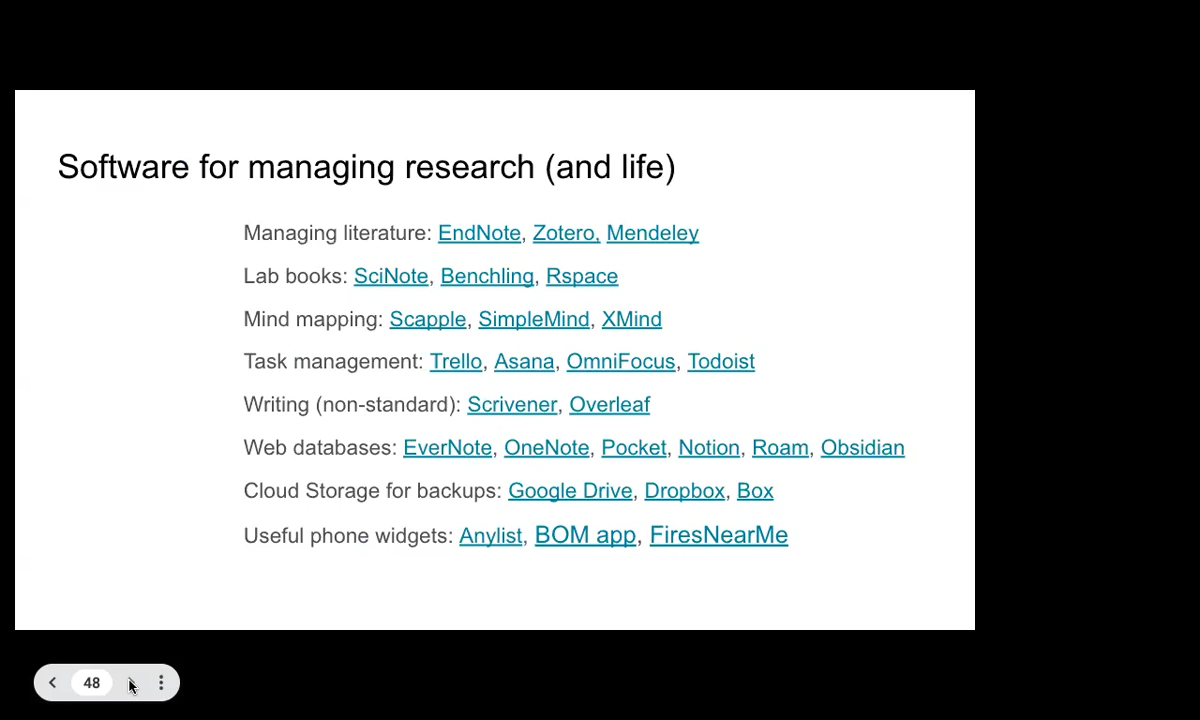 Software for managing research (and life)
Managing literature: EndNote, Zotero, Mendeley
Lab books: SciNote, Benchling, Rspace
Mind mapping: Scapple, SimpleMind, XMind
Task management: Trello, Asana, OmniFocus, Todoist
Writing (non-standard): Scrivener, Overleaf
Web databases: EverNote, OneNote, Pocket, Notion, Roam, Obsidian
Cloud Storage for backups: Google Drive, Dropbox, Box
Useful phone widgets: Anylist, BOM app, FiresNearMe
48